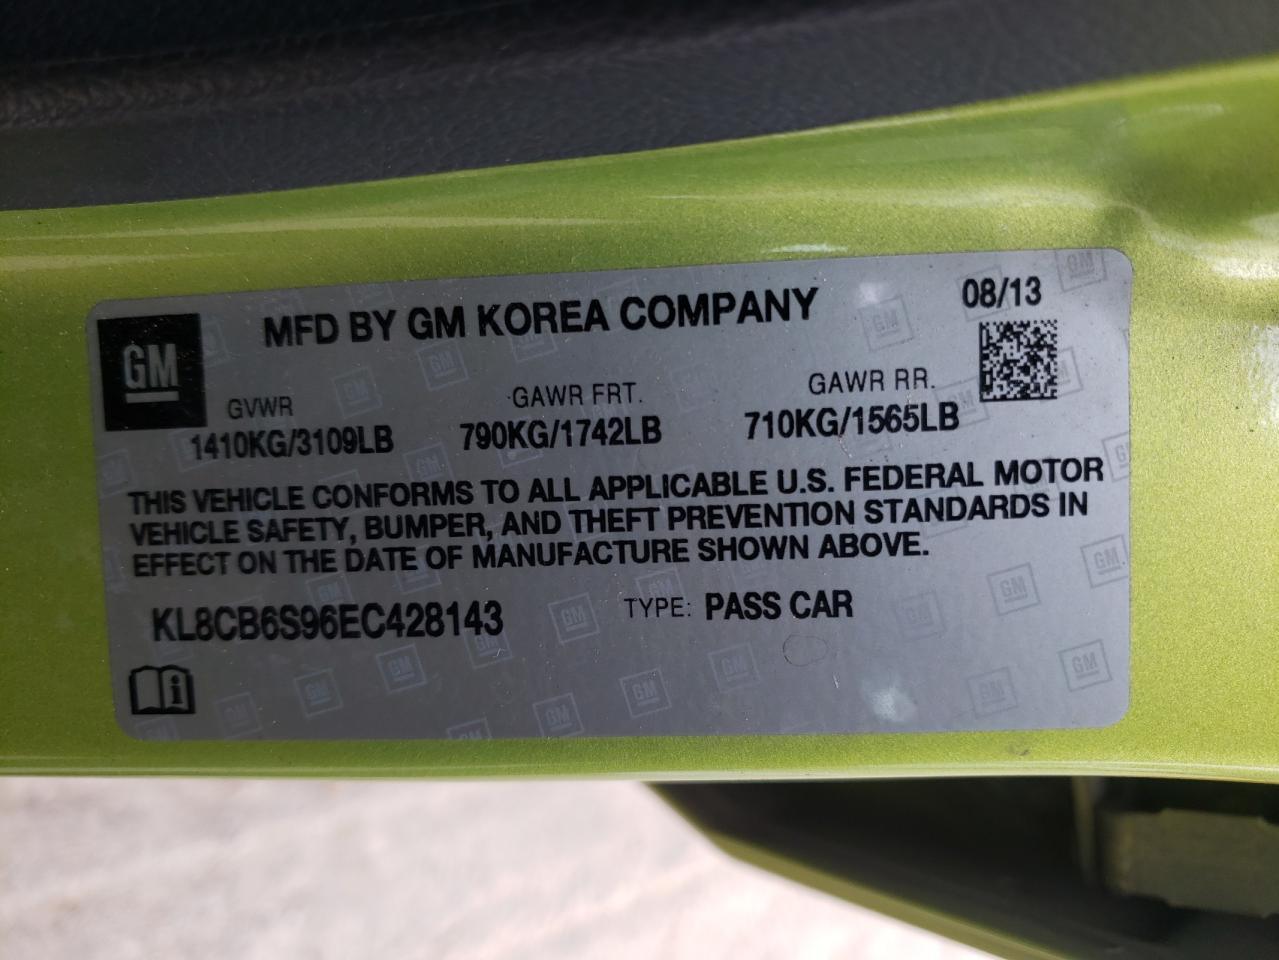 GM
MFD BY GM KOREA COMPANY
08/13
GVWR
1410KG/3109LB
GAWR FRT.
790KG/1742LB
GAWR RR.
710KG/1565LB
THIS VEHICLE CONFORMS TO ALL APPLICABLE U.S. FEDERAL MOTOR
VEHICLE SAFETY, BUMPER, AND THEFT PREVENTION STANDARDS IN
EFFECT ON THE DATE OF MANUFACTURE SHOWN ABOVE.
KL8CB6S96EC428143
TYPE: PASS CAR